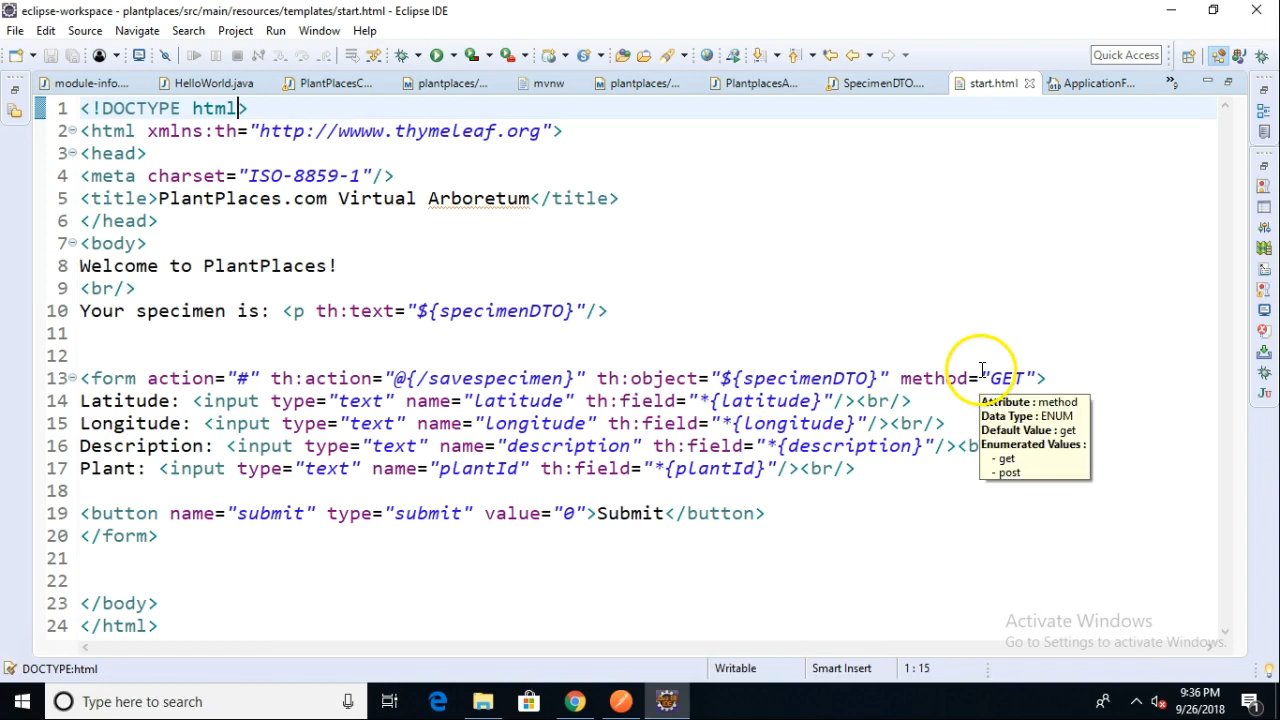 eclipse-workspace - plantplaces/src/main/resources/templates/start.html - Eclipse IDE
File Edit Source Navigate Search Project Run Window Help
Quick Access
module-info.... HelloWorld.java PlantPlacesC... plantplaces/... mvnw plantplaces/... PlantplacesA... SpecimenDTO.... start.html ApplicationF... »9
1 <!DOCTYPE html>
2 <html xmlns:th="http://wwww.thymeleaf.org">
3 <head>
4 <meta charset="ISO-8859-1"/>
5 <title>PlantPlaces.com Virtual Arboretum</title>
6 </head>
7 <body>
8 Welcome to PlantPlaces!
9 <br/>
10 Your specimen is: <p th:text="${specimenDTO}"/>
11
12
13 <form action="#" th:action="@{/savespecimen}" th:object="${specimenDTO}" method="GET">
14 Latitude: <input type="text" name="latitude" th:field="*{latitude}"/><br/>
15 Longitude: <input type="text" name="longitude" th:field="*{longitude}"/><br/>
16 Description: <input type="text" name="description" th:field="*{description}"/><b
17 Plant: <input type="text" name="plantId" th:field="*{plantId}"/><br/>
18
19 <button name="submit" type="submit" value="0">Submit</button>
20 </form>
21
22
23 </body>
24 </html>
Attribute : method
Data Type : ENUM
Default Value : get
Enumerated Values :
- get
- post
Activate Windows
Go to Settings to activate Windows.
DOCTYPE:html Writable Smart Insert 1 : 15
Type here to search
9:36 PM
9/26/2018